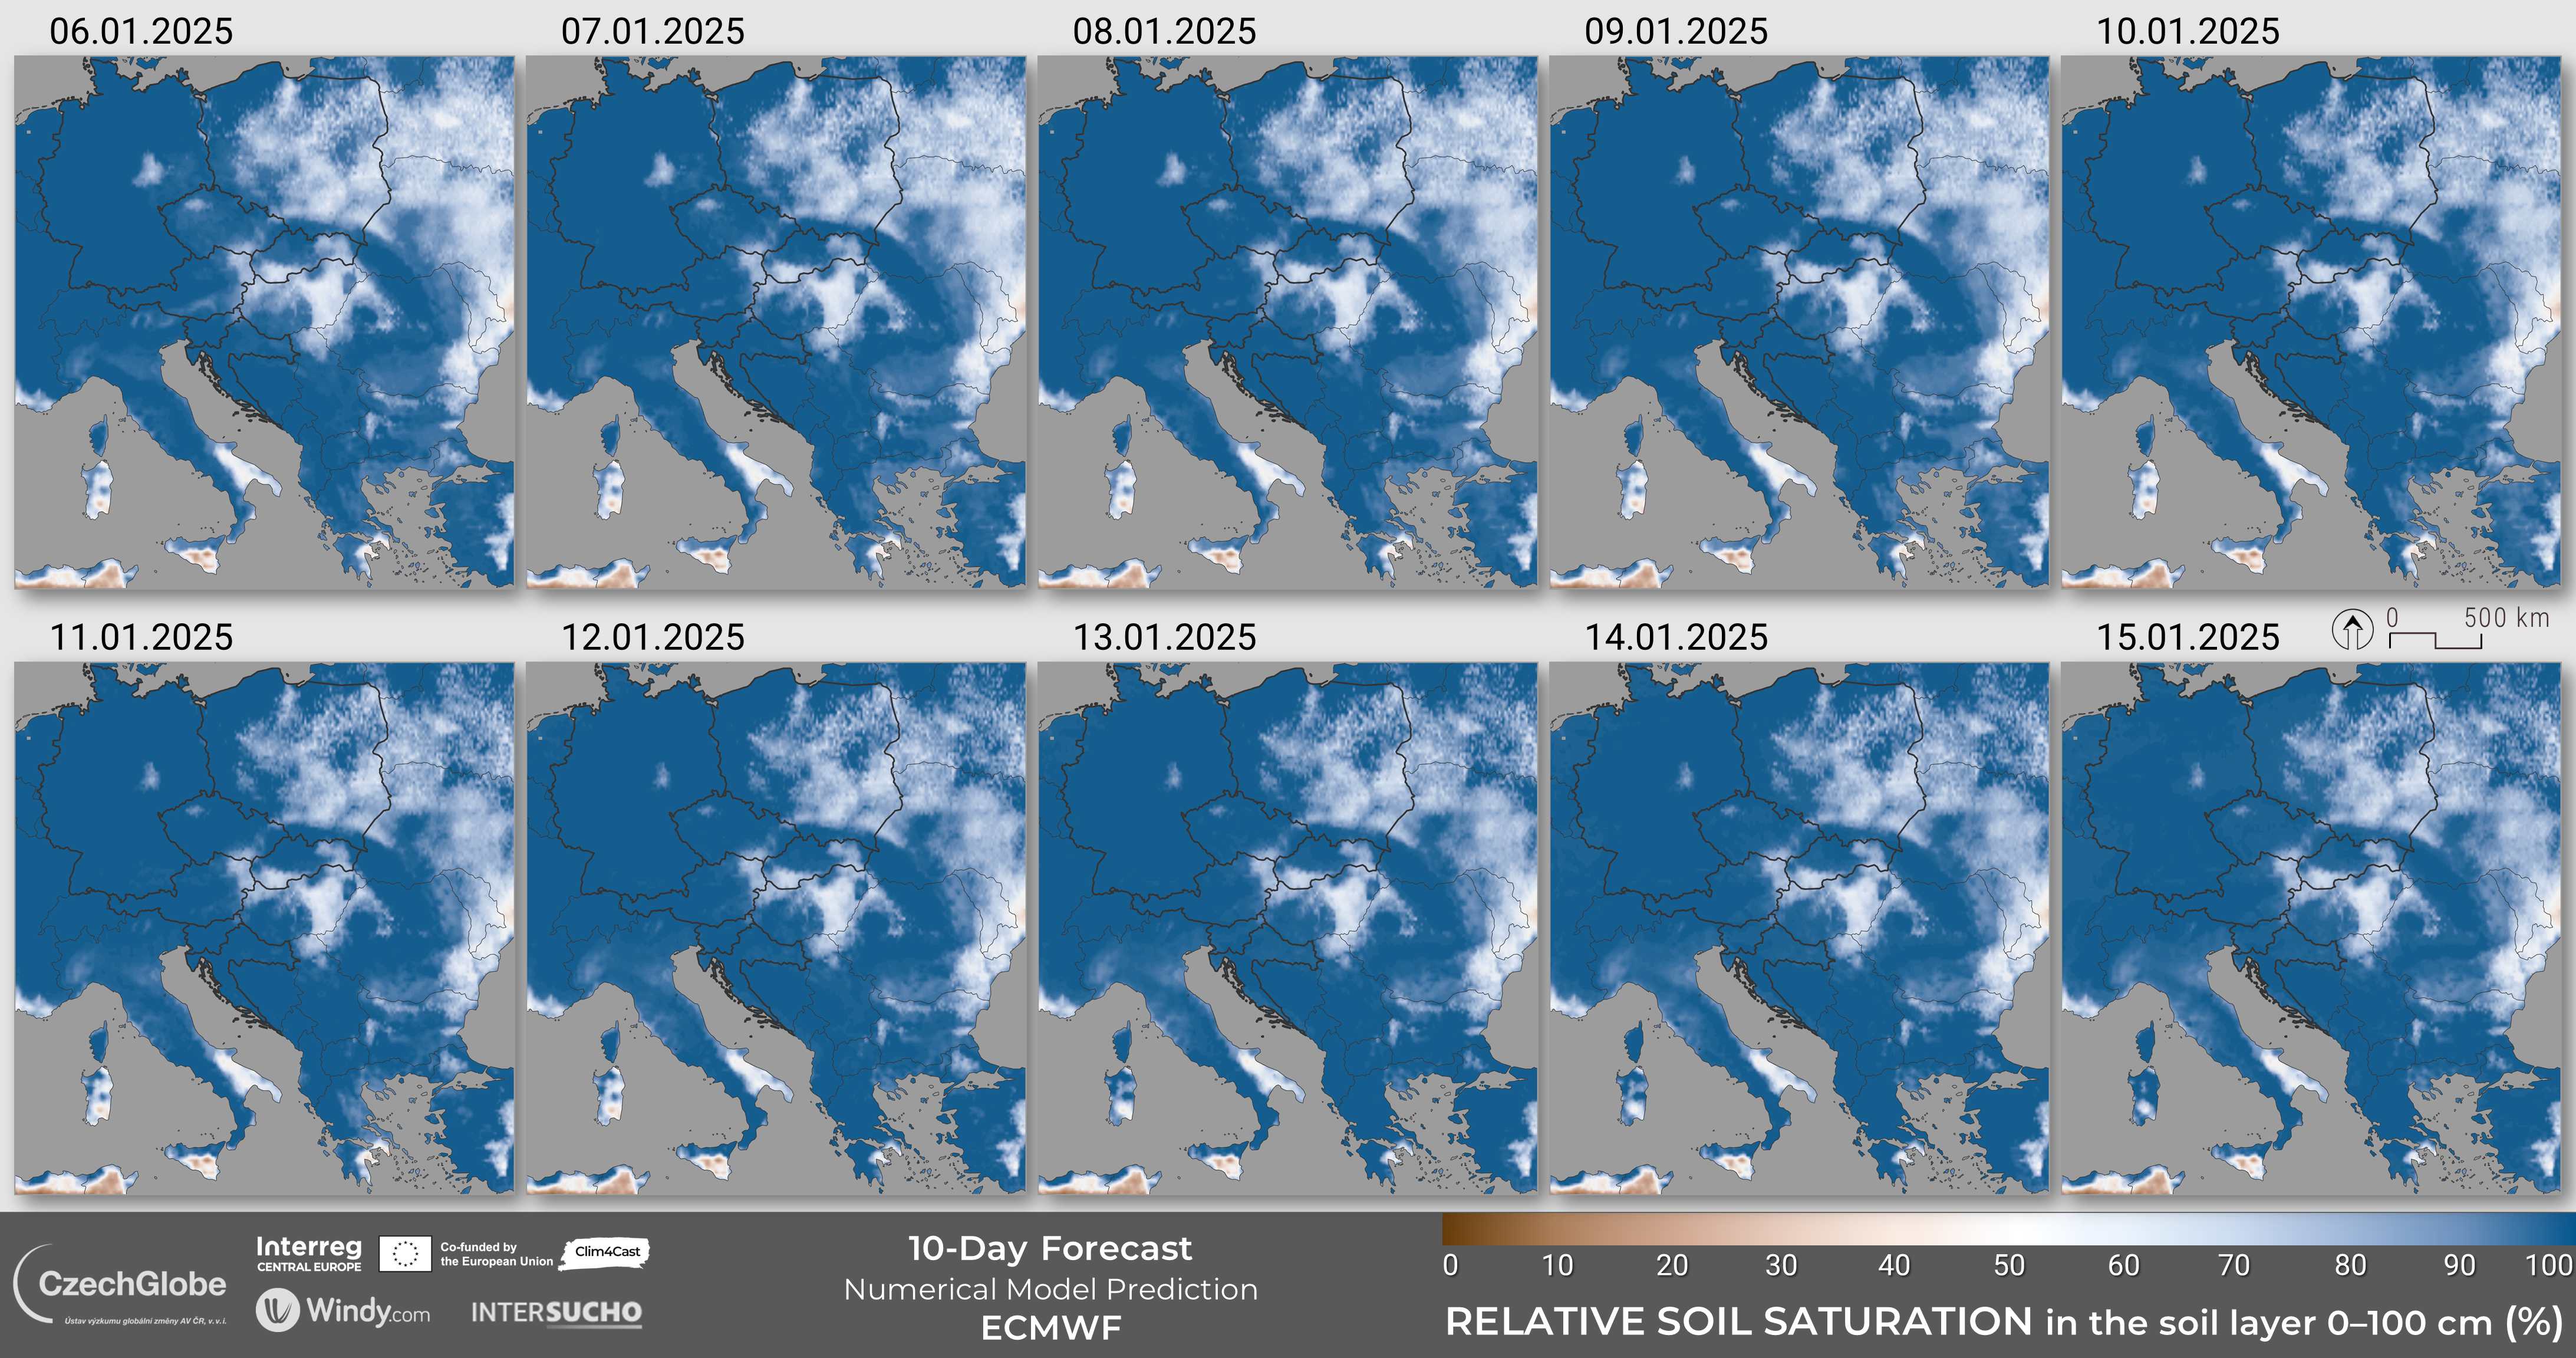 06.01.2025
07.01.2025
08.01.2025
09.01.2025
10.01.2025
11.01.2025
12.01.2025
13.01.2025
14.01.2025
15.01.2025
0 500 km
CzechGlobe
Ústav výzkumu globální změny AV ČR, v. v. i.
Interreg
CENTRAL EUROPE
Co-funded by
the European Union
Clim4Cast
Windy.com
INTERSUCHO
10-Day Forecast
Numerical Model Prediction
ECMWF
0 10 20 30 40 50 60 70 80 90 100
RELATIVE SOIL SATURATION in the soil layer 0–100 cm (%)